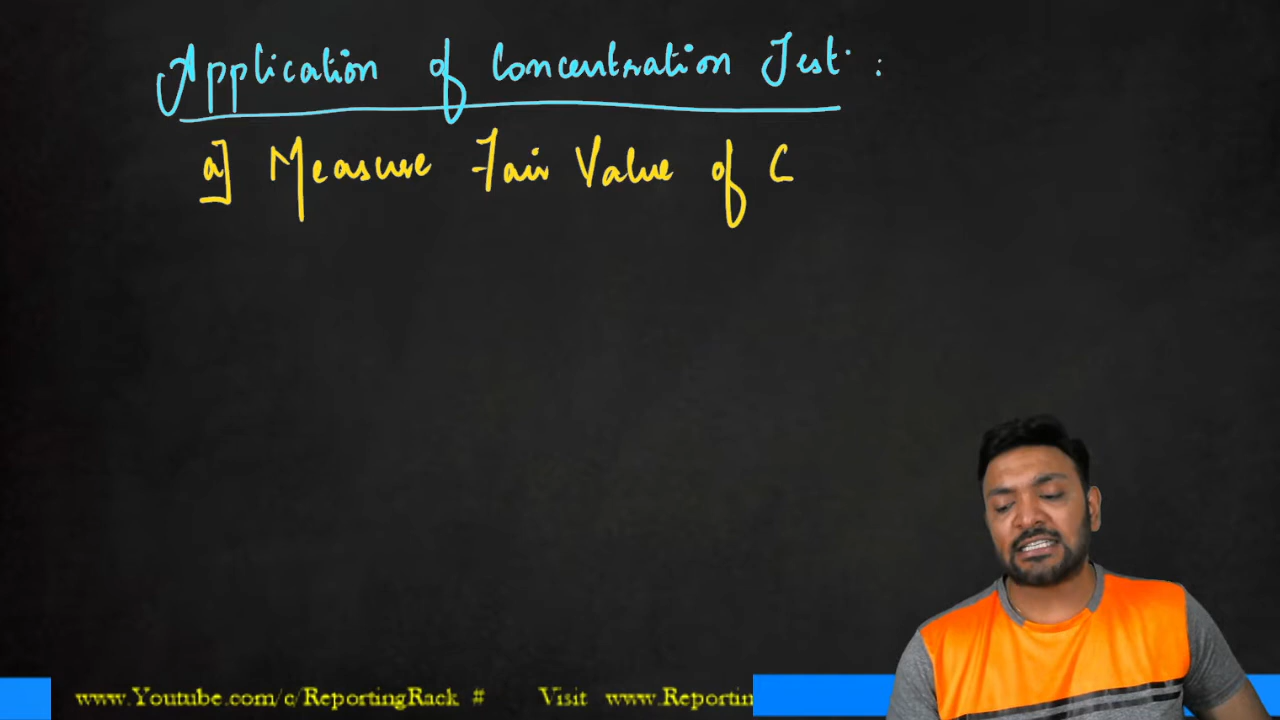 Application of Concentration Test :
a] Measure Fair Value of C
www.Youtube.com/c/ReportingRack # Visit www.Reportin